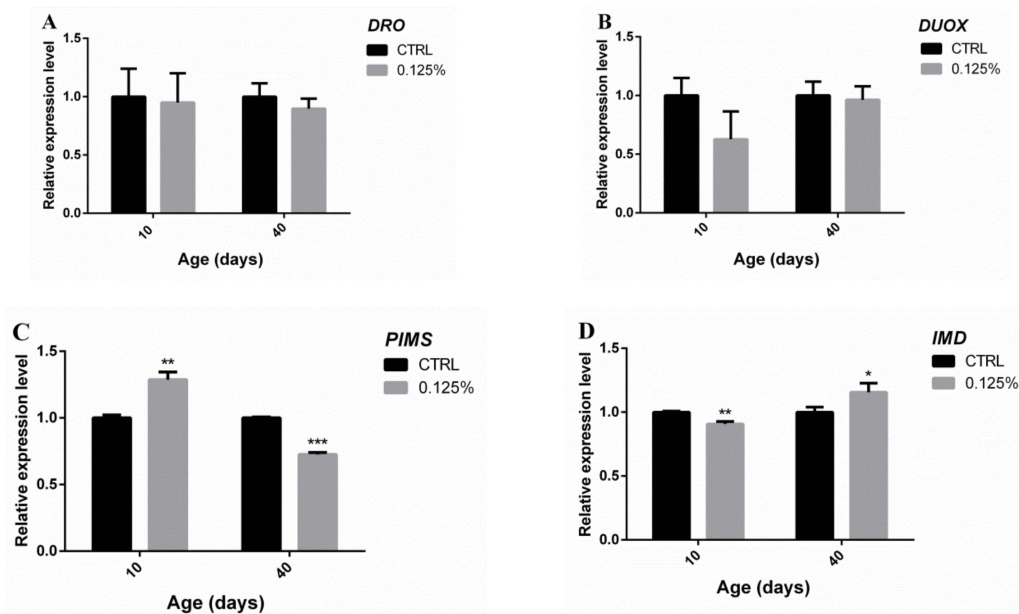 A
DRO
CTRL
0.125%
Relative expression level
1.5
1.0
0.5
0.0
10
40
Age (days)
B
DUOX
CTRL
0.125%
Relative expression level
1.5
1.0
0.5
0.0
10
40
Age (days)
C
PIMS
CTRL
0.125%
Relative expression level
1.5
1.0
0.5
0.0
**
***
10
40
Age (days)
D
IMD
CTRL
0.125%
Relative expression level
1.5
1.0
0.5
0.0
**
*
10
40
Age (days)